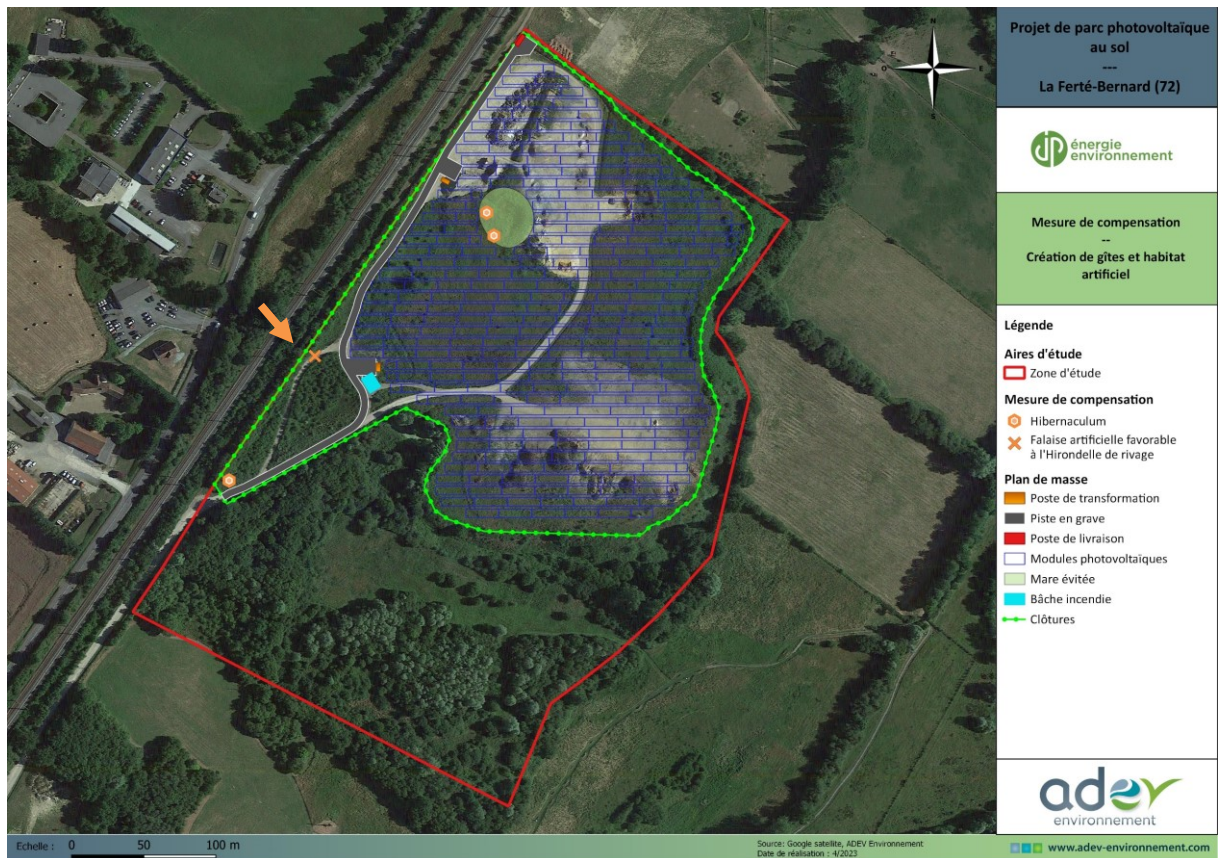 Projet de parc photovoltaïque
au sol
---
La Ferté-Bernard (72)
JP énergie
environnement
Mesure de compensation
--
Création de gîtes et habitat
artificiel
Légende
Aires d'étude
Zone d'étude
Mesure de compensation
Hibernaculum
Falaise artificielle favorable
à l'Hirondelle de rivage
Plan de masse
Poste de transformation
Piste en grave
Poste de livraison
Modules photovoltaïques
Mare évitée
Bâche incendie
Clôtures
adev
environnement
www.adev-environnement.com
N
O
E
S
Echelle : 0 50 100 m
Source: Google satellite, ADEV Environnement
Date de réalisation : 4/2023